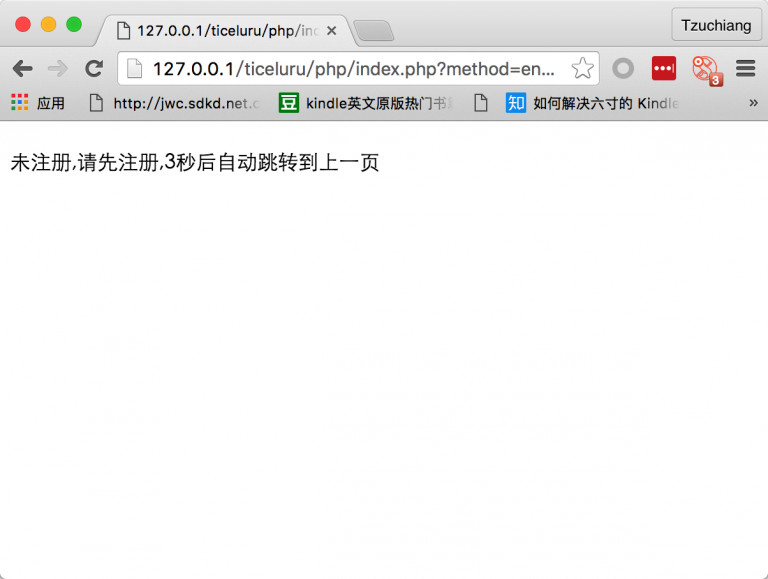 127.0.0.1/ticeluru/php/inc
Tzuchiang
127.0.0.1/ticeluru/php/index.php?method=en...
3
应用
http://jwc.sdkd.net.c
豆 kindle英文原版热门书
知 如何解决六寸的 Kindle
»
未注册,请先注册,3秒后自动跳转到上一页